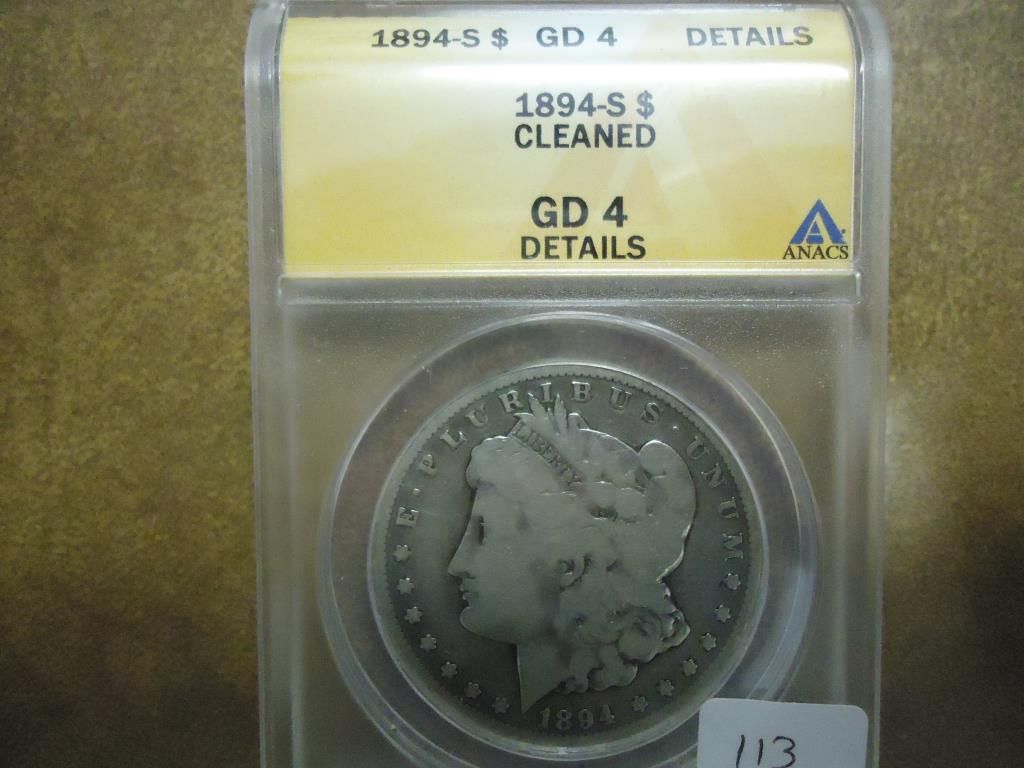 1894-S $ GD 4 DETAILS
1894-S $
CLEANED
GD 4
DETAILS
ANACS
E · PLURIBUS · UNUM
LIBERTY
1894
113